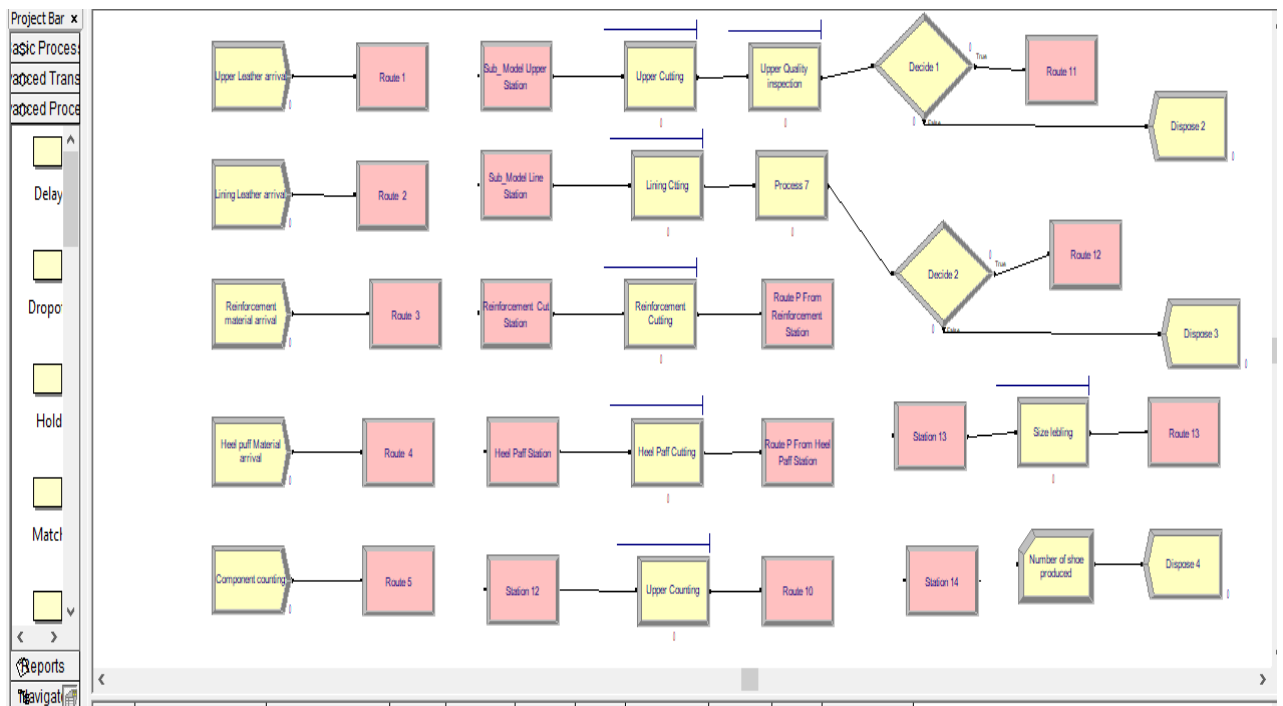 Project Bar ×
asic Process
anced Trans
anced Proce
Delay
Dropo
Hold
Match
Reports
Navigate
Upper Leather arrival
Route 1
Sub_ Model Upper
Station
Upper Cutting
Upper Quality
inspection
Decide 1
True
False
Route 11
Dispose 2
Lining Leather arrival
Route 2
Sub_Model Line
Station
Lining Ctting
Process 7
Decide 2
True
False
Route 12
Dispose 3
Reinforcement
material arrival
Route 3
Reinforcement Cut
Station
Reinforcement
Cutting
Route P From
Reinforcement
Station
Heel puff Material
arrival
Route 4
Heel Paff Station
Heel Paff Cutting
Route P From Heel
Paff Station
Station 13
Size lebling
Route 13
Component counting
Route 5
Station 12
Upper Counting
Route 10
Station 14
Number of shoe
produced
Dispose 4